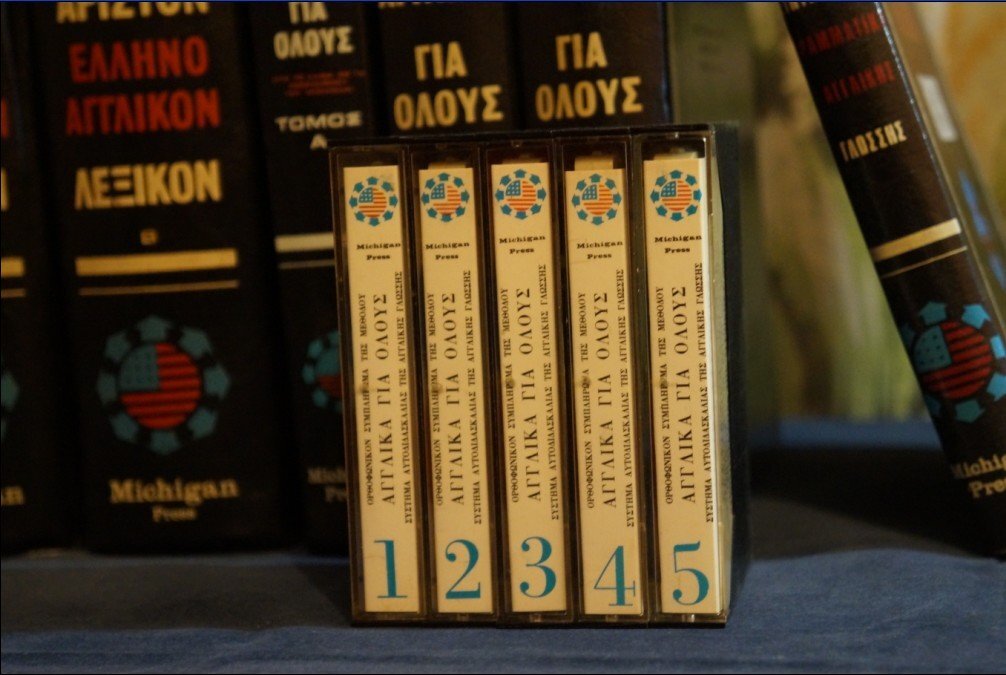 ΑΡΙΣΤΟΝ
ΕΛΛΗΝΟ
ΑΓΓΛΙΚΟΝ
ΛΕΞΙΚΟΝ
Michigan
Press
ΓΙΑ
ΟΛΟΥΣ
ΤΟΜΟΣ
Α
ΓΙΑ
ΟΛΟΥΣ
ΓΙΑ
ΟΛΟΥΣ
ΓΛΩΣΣΗΣ
Michigan
Press
Michigan
Press
ΟΡΘΟΦΩΝΙΚΟΝ ΣΥΜΠΛΗΡΩΜΑ ΤΗΣ ΜΕΘΟΔΟΥ
ΑΓΓΛΙΚΑ ΓΙΑ ΟΛΟΥΣ
ΣΥΣΤΗΜΑ ΑΥΤΟΔΙΔΑΣΚΑΛΙΑΣ ΤΗΣ ΑΓΓΛΙΚΗΣ ΓΛΩΣΣΗΣ
1
Michigan
Press
ΟΡΘΟΦΩΝΙΚΟΝ ΣΥΜΠΛΗΡΩΜΑ ΤΗΣ ΜΕΘΟΔΟΥ
ΑΓΓΛΙΚΑ ΓΙΑ ΟΛΟΥΣ
ΣΥΣΤΗΜΑ ΑΥΤΟΔΙΔΑΣΚΑΛΙΑΣ ΤΗΣ ΑΓΓΛΙΚΗΣ ΓΛΩΣΣΗΣ
2
Michigan
Press
ΟΡΘΟΦΩΝΙΚΟΝ ΣΥΜΠΛΗΡΩΜΑ ΤΗΣ ΜΕΘΟΔΟΥ
ΑΓΓΛΙΚΑ ΓΙΑ ΟΛΟΥΣ
ΣΥΣΤΗΜΑ ΑΥΤΟΔΙΔΑΣΚΑΛΙΑΣ ΤΗΣ ΑΓΓΛΙΚΗΣ ΓΛΩΣΣΗΣ
3
Michigan
Press
ΟΡΘΟΦΩΝΙΚΟΝ ΣΥΜΠΛΗΡΩΜΑ ΤΗΣ ΜΕΘΟΔΟΥ
ΑΓΓΛΙΚΑ ΓΙΑ ΟΛΟΥΣ
ΣΥΣΤΗΜΑ ΑΥΤΟΔΙΔΑΣΚΑΛΙΑΣ ΤΗΣ ΑΓΓΛΙΚΗΣ ΓΛΩΣΣΗΣ
4
Michigan
Press
ΟΡΘΟΦΩΝΙΚΟΝ ΣΥΜΠΛΗΡΩΜΑ ΤΗΣ ΜΕΘΟΔΟΥ
ΑΓΓΛΙΚΑ ΓΙΑ ΟΛΟΥΣ
ΣΥΣΤΗΜΑ ΑΥΤΟΔΙΔΑΣΚΑΛΙΑΣ ΤΗΣ ΑΓΓΛΙΚΗΣ ΓΛΩΣΣΗΣ
5